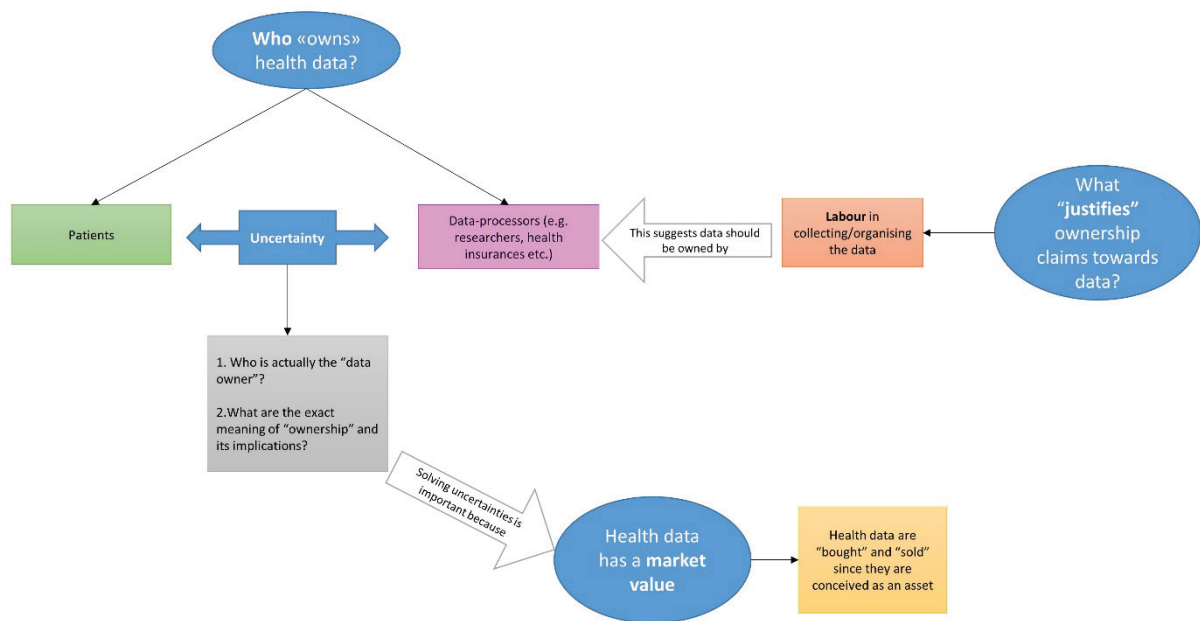 Who «owns»
health data?
Patients
Uncertainty
Data-processors (e.g.
researchers, health
insurances etc.)
This suggests data should
be owned by
Labour in
collecting/organising
the data
What
“justifies”
ownership
claims towards
data?
1. Who is actually the “data
owner”?
2.What are the exact
meaning of “ownership” and
its implications?
Solving uncertainties is
important because
Health data
has a market
value
Health data are
“bought” and “sold”
since they are
conceived as an asset